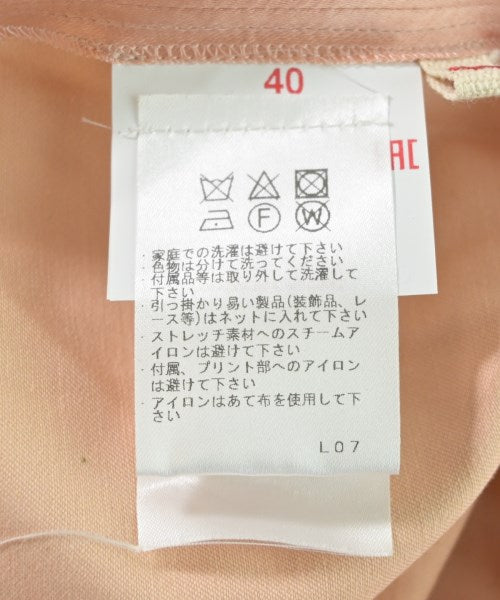 40
AC
F W
・家庭での洗濯は避けて下さい
・色物は分けて洗ってください
・付属品等は取り外して洗濯して
下さい
・引っ掛かり易い製品(装飾品、レ
ース等)はネットに入れて下さい
・ストレッチ素材へのスチームア
イロンは避けて下さい
・付属、プリント部へのアイロン
は避けて下さい
・アイロンはあて布を使用して下
さい
L07